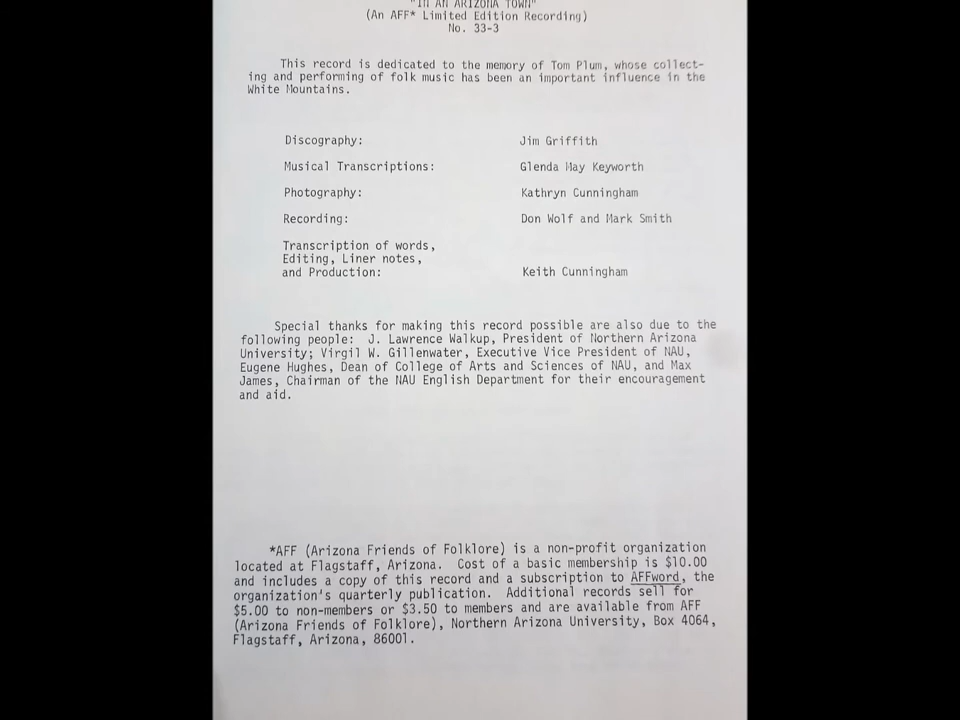 "IN AN ARIZONA TOWN"
(An AFF* Limited Edition Recording)
No. 33-3
This record is dedicated to the memory of Tom Plum, whose collect-
ing and performing of folk music has been an important influence in the
White Mountains.
Discography: Jim Griffith
Musical Transcriptions: Glenda May Keyworth
Photography: Kathryn Cunningham
Recording: Don Wolf and Mark Smith
Transcription of words,
Editing, Liner notes,
and Production: Keith Cunningham
Special thanks for making this record possible are also due to the
following people: J. Lawrence Walkup, President of Northern Arizona
University; Virgil W. Gillenwater, Executive Vice President of NAU,
Eugene Hughes, Dean of College of Arts and Sciences of NAU, and Max
James, Chairman of the NAU English Department for their encouragement
and aid.
*AFF (Arizona Friends of Folklore) is a non-profit organization
located at Flagstaff, Arizona. Cost of a basic membership is $10.00
and includes a copy of this record and a subscription to AFFword, the
organization's quarterly publication. Additional records sell for
$5.00 to non-members or $3.50 to members and are available from AFF
(Arizona Friends of Folklore), Northern Arizona University, Box 4064,
Flagstaff, Arizona, 86001.